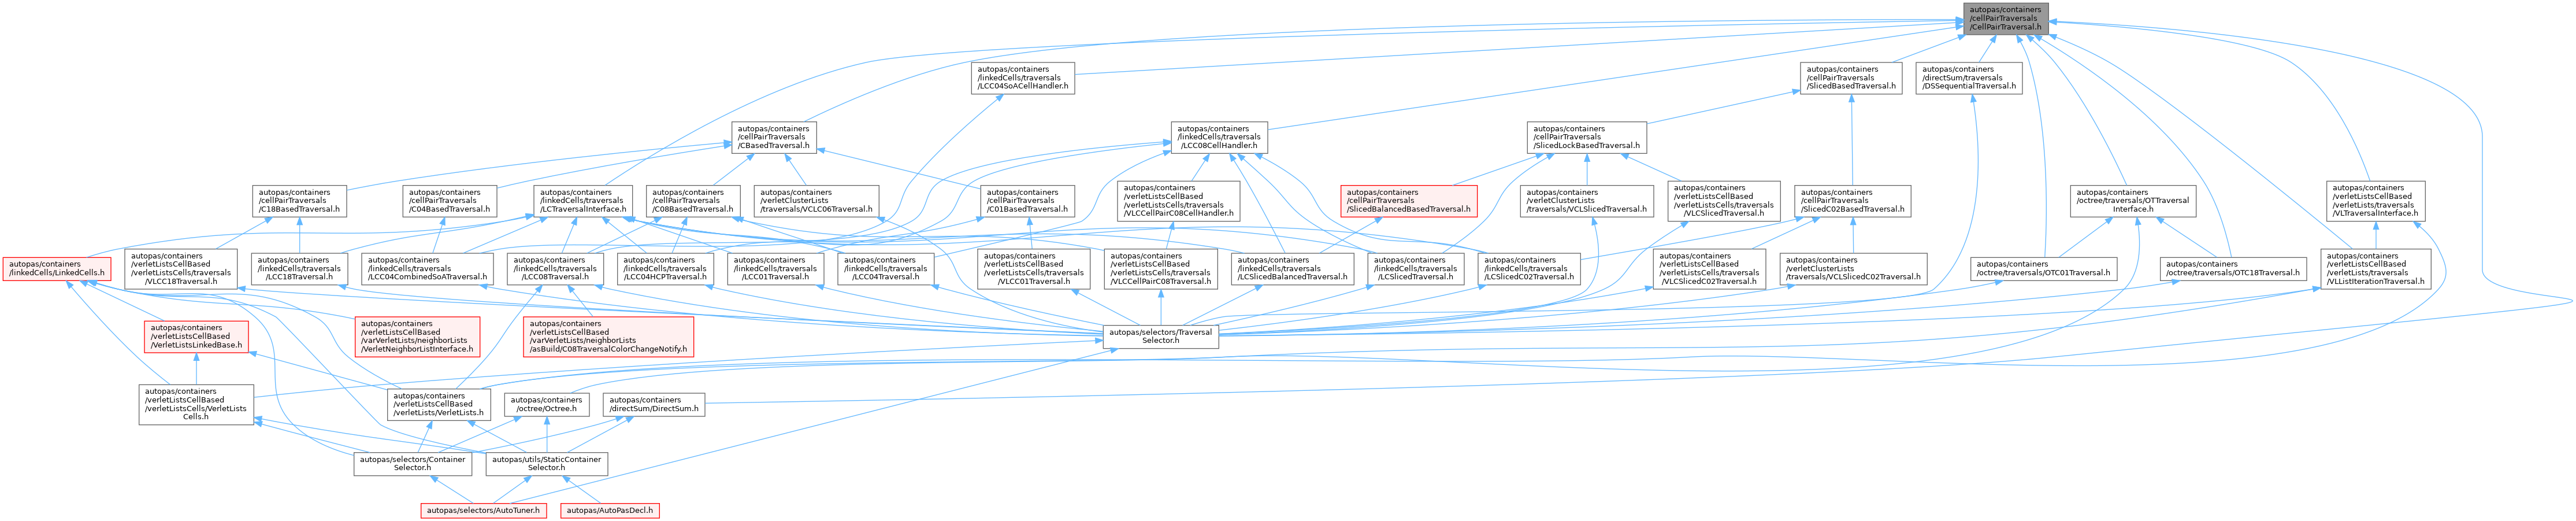 autopas/containers
/cellPairTraversals
/CellPairTraversal.h
autopas/containers
/linkedCells/traversals
/LCC04SoACellHandler.h
autopas/containers
/cellPairTraversals
/SlicedBasedTraversal.h
autopas/containers
/directSum/traversals
/DSSequentialTraversal.h
autopas/containers
/cellPairTraversals
/CBasedTraversal.h
autopas/containers
/linkedCells/traversals
/LCC08CellHandler.h
autopas/containers
/cellPairTraversals
/SlicedLockBasedTraversal.h
autopas/containers
/cellPairTraversals
/C18BasedTraversal.h
autopas/containers
/cellPairTraversals
/C04BasedTraversal.h
autopas/containers
/linkedCells/traversals
/LCTraversalInterface.h
autopas/containers
/cellPairTraversals
/C08BasedTraversal.h
autopas/containers
/verletClusterLists
/traversals/VCLC06Traversal.h
autopas/containers
/cellPairTraversals
/C01BasedTraversal.h
autopas/containers
/verletListsCellBased
/verletListsCells/traversals
/VLCCellPairC08CellHandler.h
autopas/containers
/cellPairTraversals
/SlicedBalancedBasedTraversal.h
autopas/containers
/verletClusterLists
/traversals/VCLSlicedTraversal.h
autopas/containers
/verletListsCellBased
/verletListsCells/traversals
/VLCSlicedTraversal.h
autopas/containers
/cellPairTraversals
/SlicedC02BasedTraversal.h
autopas/containers
/octree/traversals/OTTraversal
Interface.h
autopas/containers
/verletListsCellBased
/verletLists/traversals
/VLTraversalInterface.h
autopas/containers
/linkedCells/LinkedCells.h
autopas/containers
/verletListsCellBased
/verletListsCells/traversals
/VLCC18Traversal.h
autopas/containers
/linkedCells/traversals
/LCC18Traversal.h
autopas/containers
/linkedCells/traversals
/LCC04CombinedSoATraversal.h
autopas/containers
/linkedCells/traversals
/LCC08Traversal.h
autopas/containers
/linkedCells/traversals
/LCC04HCPTraversal.h
autopas/containers
/linkedCells/traversals
/LCC01Traversal.h
autopas/containers
/linkedCells/traversals
/LCC04Traversal.h
autopas/containers
/verletListsCellBased
/verletListsCells/traversals
/VLCC01Traversal.h
autopas/containers
/verletListsCellBased
/verletListsCells/traversals
/VLCCellPairC08Traversal.h
autopas/containers
/linkedCells/traversals
/LCSlicedBalancedTraversal.h
autopas/containers
/linkedCells/traversals
/LCSlicedTraversal.h
autopas/containers
/linkedCells/traversals
/LCSlicedC02Traversal.h
autopas/containers
/verletListsCellBased
/verletListsCells/traversals
/VLCSlicedC02Traversal.h
autopas/containers
/verletClusterLists
/traversals/VCLSlicedC02Traversal.h
autopas/containers
/octree/traversals/OTC01Traversal.h
autopas/containers
/octree/traversals/OTC18Traversal.h
autopas/containers
/verletListsCellBased
/verletLists/traversals
/VLListIterationTraversal.h
autopas/containers
/verletListsCellBased
/VerletListsLinkedBase.h
autopas/containers
/verletListsCellBased
/varVerletLists/neighborLists
/VerletNeighborListInterface.h
autopas/containers
/verletListsCellBased
/varVerletLists/neighborLists
/asBuild/C08TraversalColorChangeNotify.h
autopas/selectors/Traversal
Selector.h
autopas/containers
/verletListsCellBased
/verletListsCells/VerletLists
Cells.h
autopas/containers
/verletListsCellBased
/verletLists/VerletLists.h
autopas/containers
/octree/Octree.h
autopas/containers
/directSum/DirectSum.h
autopas/selectors/Container
Selector.h
autopas/utils/StaticContainer
Selector.h
autopas/selectors/AutoTuner.h
autopas/AutoPasDecl.h